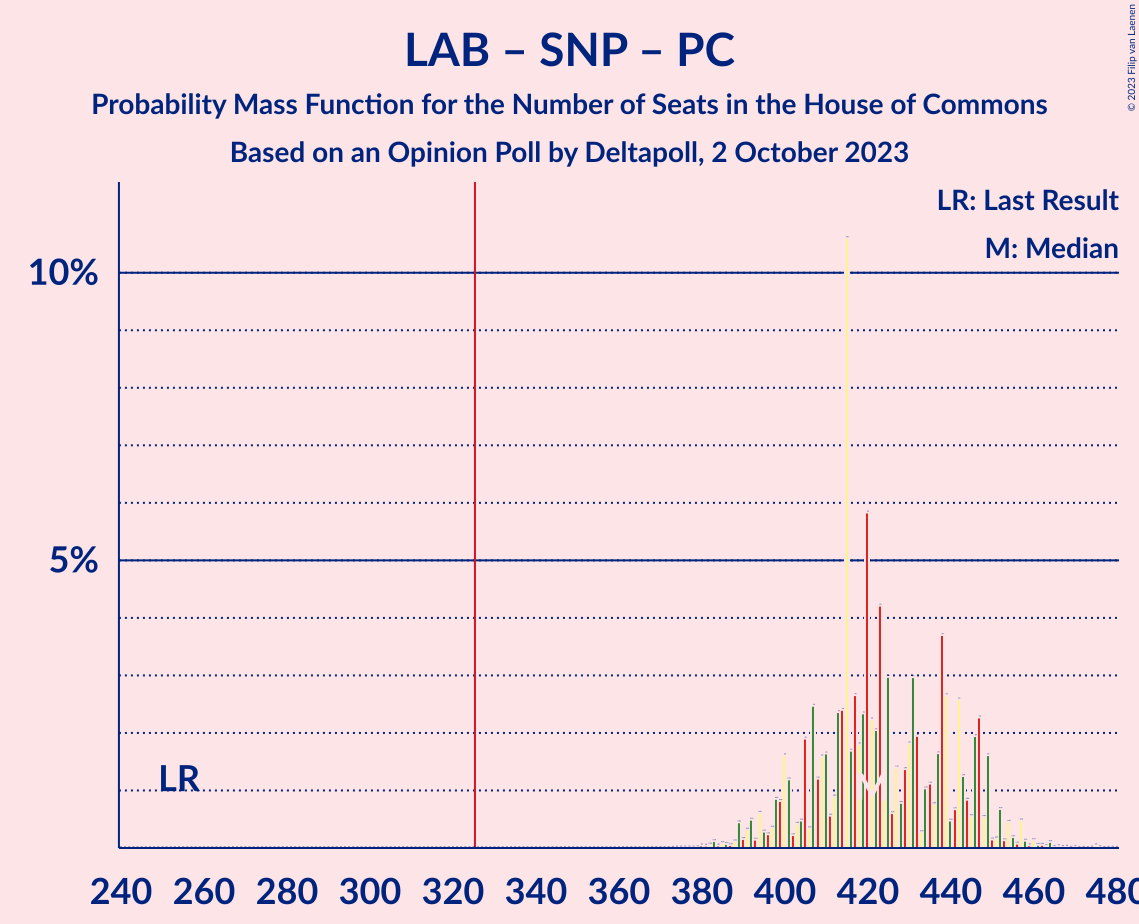 LAB – SNP – PC
Probability Mass Function for the Number of Seats in the House of Commons
Based on an Opinion Poll by Deltapoll, 2 October 2023
© 2023 Filip van Laenen
LR: Last Result
M: Median
10%
5%
LR
M
240 260 280 300 320 340 360 380 400 420 440 460 480